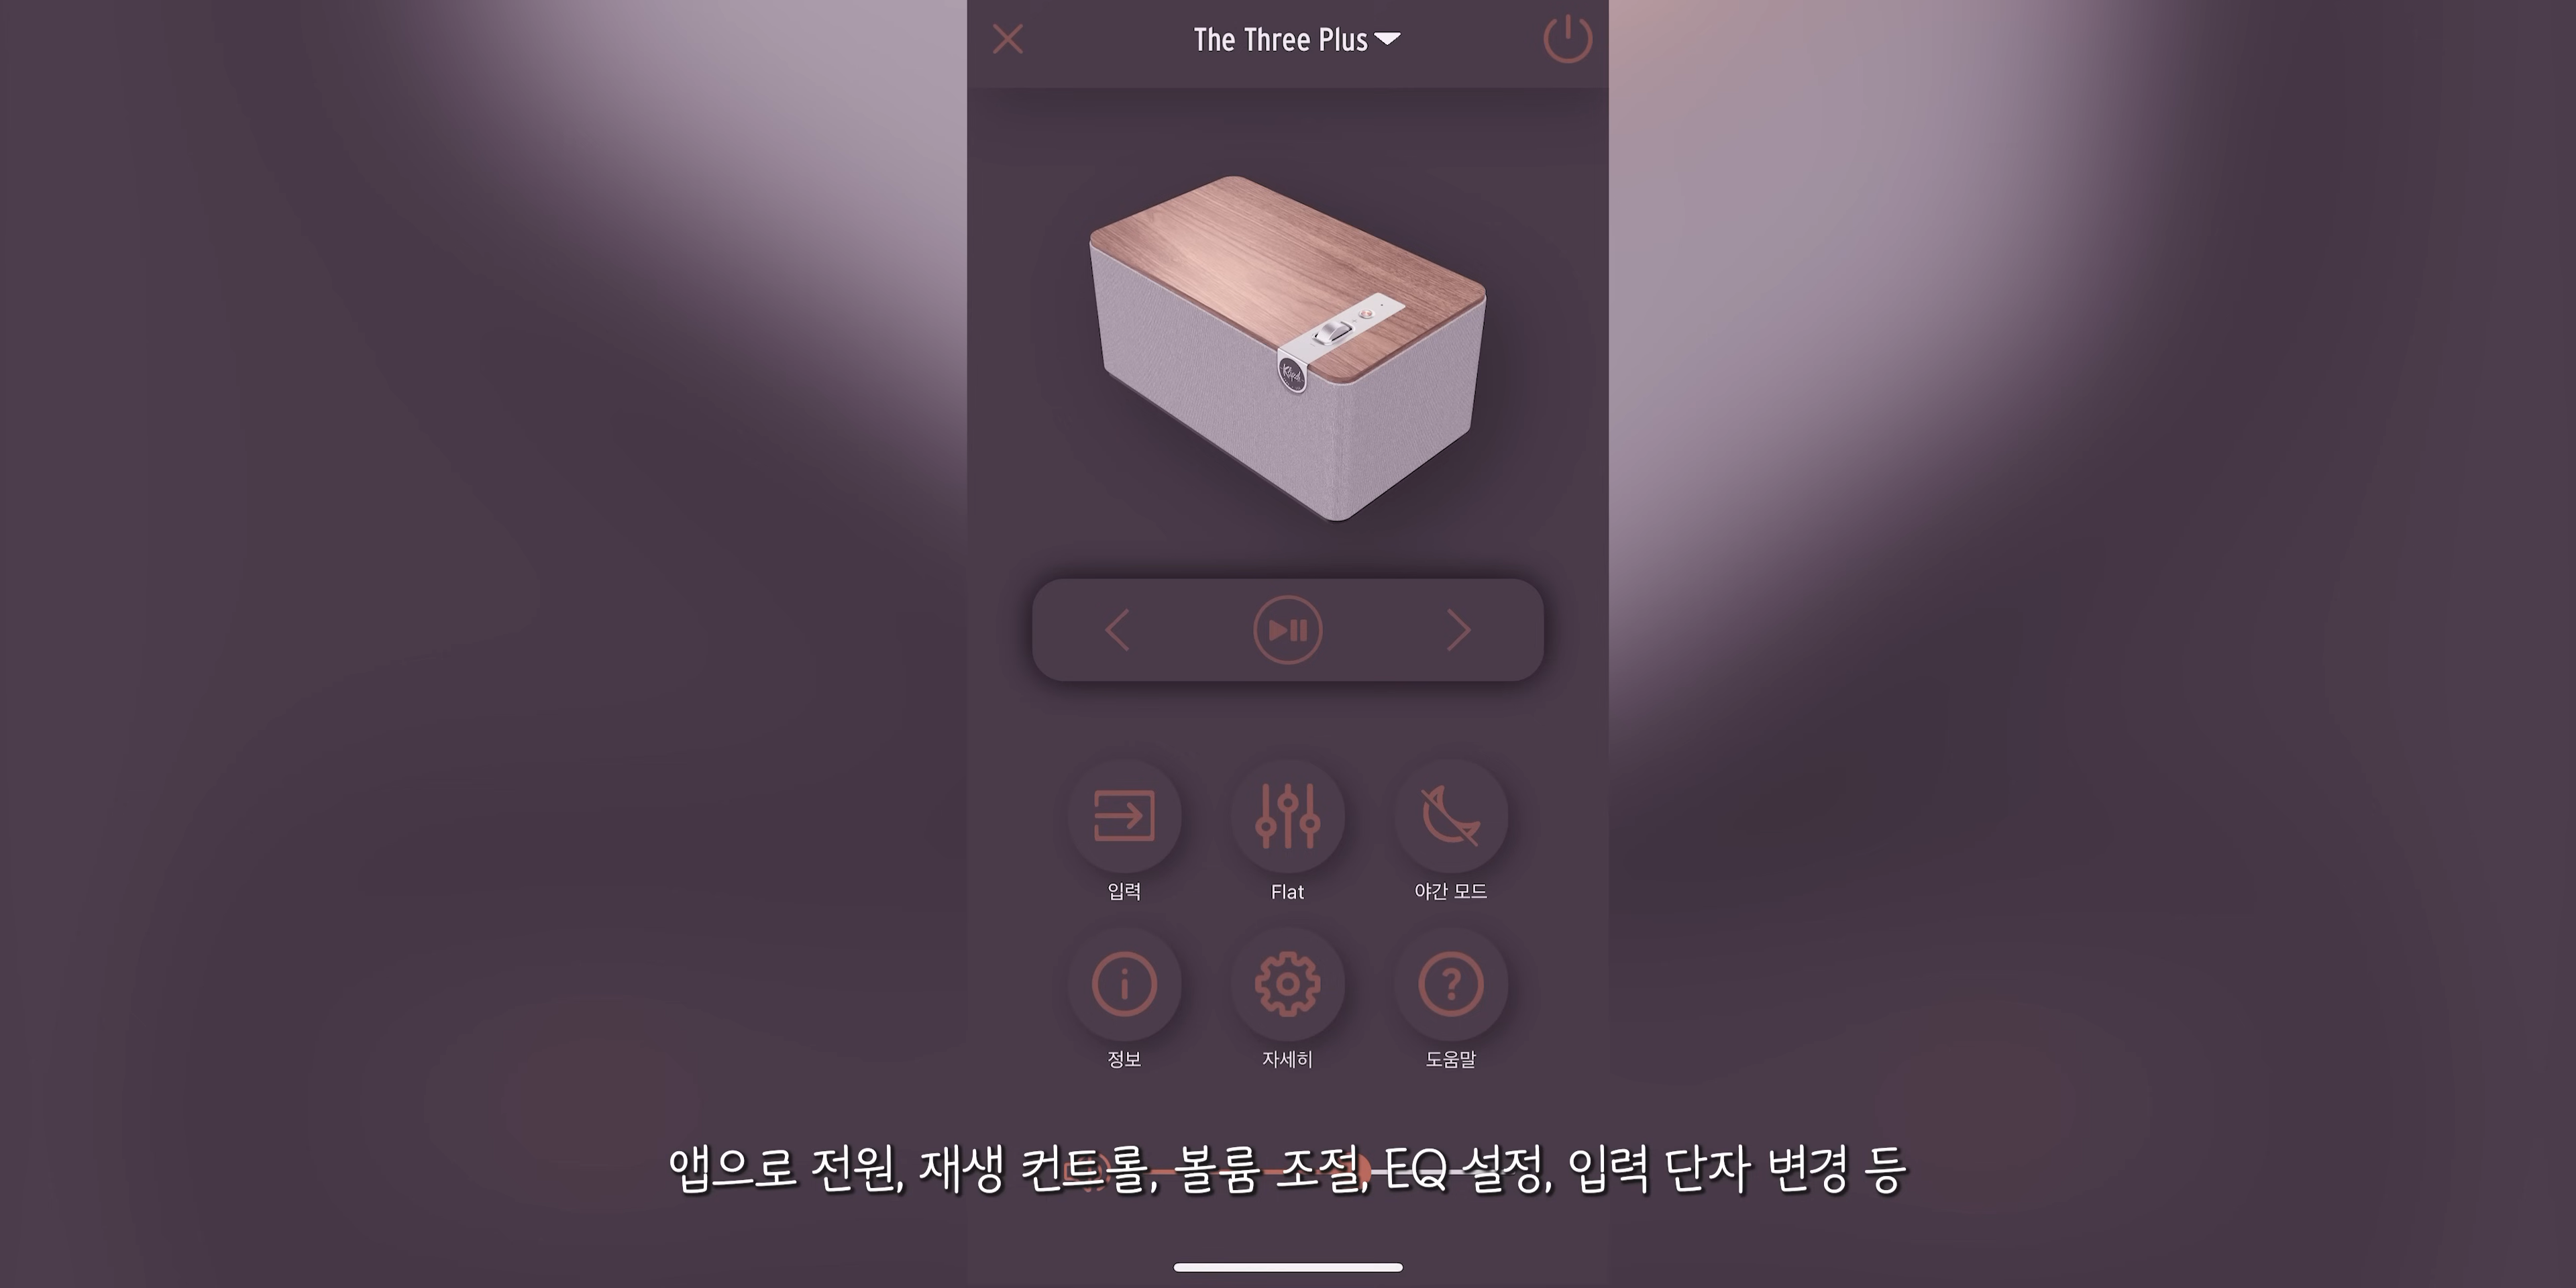 The Three Plus
Klipsch
입력
Flat
야간 모드
정보
자세히
도움말
앱으로 전원, 재생 컨트롤, 볼륨 조절, EQ 설정, 입력 단자 변경 등